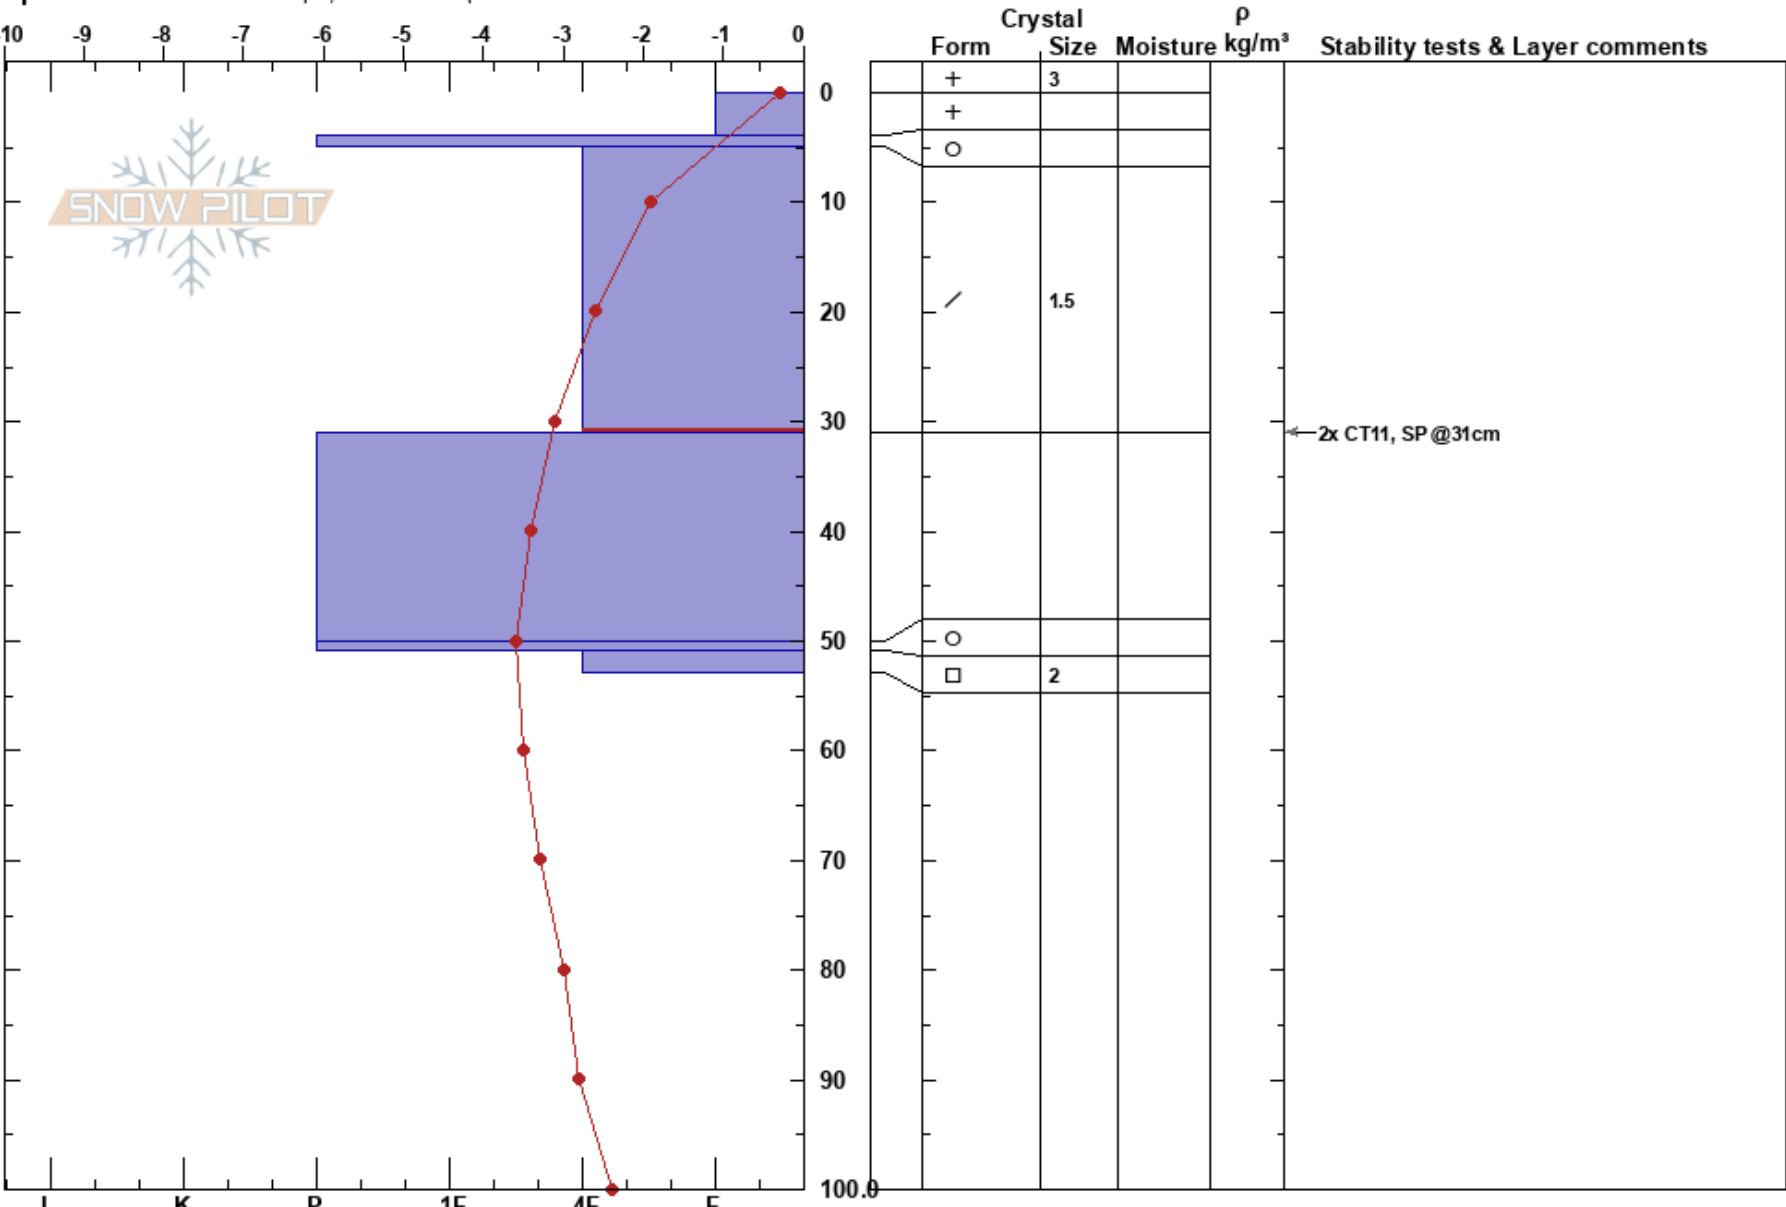 Crystal ρ
-10 -9 -8 -7 -6 -5 -4 -3 -2 -1 0 Form Size Moisture kg/m³ Stability tests & Layer comments
0 + 3
+
SNOW PILOT
10
20 1.5
30
2x CT11, SP @31cm
40
50
2
60
70
80
90
100.0
I K P 1F 4F F